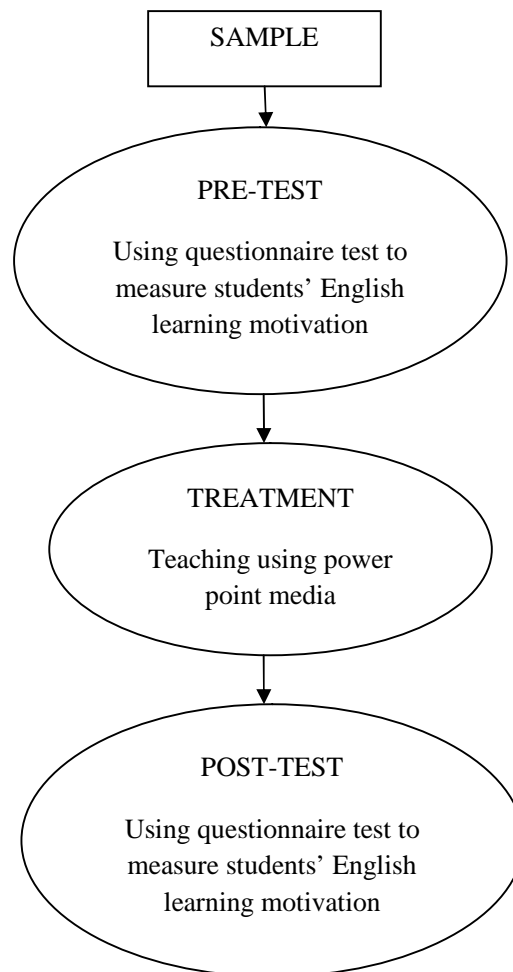 SAMPLE
PRE-TEST
Using questionnaire test to
measure students’ English
learning motivation
TREATMENT
Teaching using power
point media
POST-TEST
Using questionnaire test to
measure students’ English
learning motivation